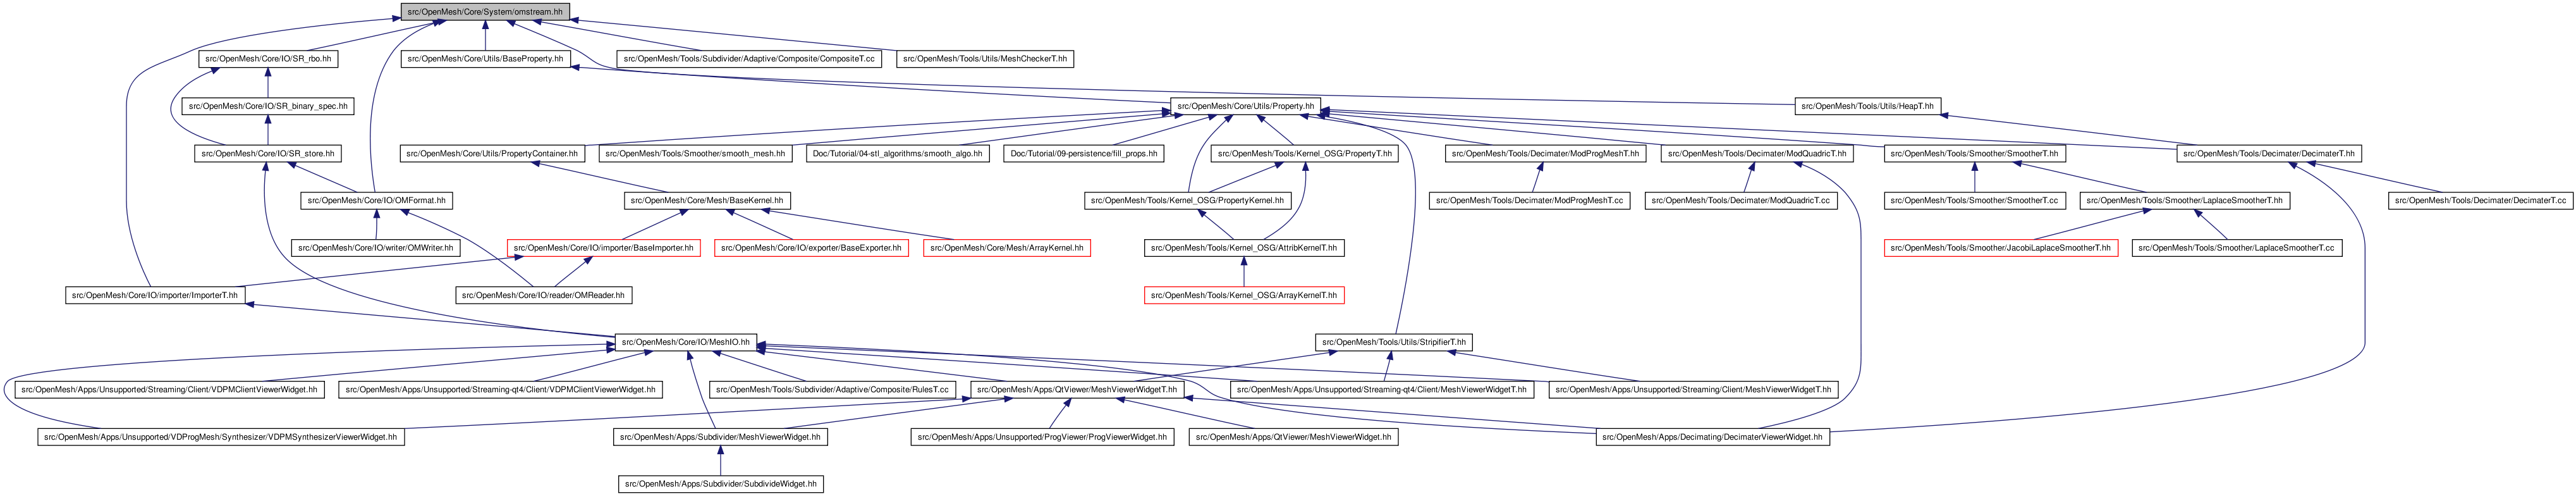 src/OpenMesh/Core/System/omstream.hh
src/OpenMesh/Core/IO/SR_rbo.hh
src/OpenMesh/Core/Utils/BaseProperty.hh
src/OpenMesh/Tools/Subdivider/Adaptive/Composite/CompositeT.cc
src/OpenMesh/Tools/Utils/MeshCheckerT.hh
src/OpenMesh/Core/IO/SR_binary_spec.hh
src/OpenMesh/Core/Utils/Property.hh
src/OpenMesh/Tools/Utils/HeapT.hh
src/OpenMesh/Core/IO/SR_store.hh
src/OpenMesh/Core/Utils/PropertyContainer.hh
src/OpenMesh/Tools/Smoother/smooth_mesh.hh
Doc/Tutorial/04-stl_algorithms/smooth_algo.hh
Doc/Tutorial/09-persistence/fill_props.hh
src/OpenMesh/Tools/Kernel_OSG/PropertyT.hh
src/OpenMesh/Tools/Decimater/ModProgMeshT.hh
src/OpenMesh/Tools/Decimater/ModQuadricT.hh
src/OpenMesh/Tools/Smoother/SmootherT.hh
src/OpenMesh/Tools/Decimater/DecimaterT.hh
src/OpenMesh/Core/IO/OMFormat.hh
src/OpenMesh/Core/Mesh/BaseKernel.hh
src/OpenMesh/Tools/Kernel_OSG/PropertyKernel.hh
src/OpenMesh/Tools/Decimater/ModProgMeshT.cc
src/OpenMesh/Tools/Decimater/ModQuadricT.cc
src/OpenMesh/Tools/Smoother/SmootherT.cc
src/OpenMesh/Tools/Smoother/LaplaceSmootherT.hh
src/OpenMesh/Tools/Decimater/DecimaterT.cc
src/OpenMesh/Core/IO/writer/OMWriter.hh
src/OpenMesh/Core/IO/importer/BaseImporter.hh
src/OpenMesh/Core/IO/exporter/BaseExporter.hh
src/OpenMesh/Core/Mesh/ArrayKernel.hh
src/OpenMesh/Tools/Kernel_OSG/AttribKernelT.hh
src/OpenMesh/Tools/Smoother/JacobiLaplaceSmootherT.hh
src/OpenMesh/Tools/Smoother/LaplaceSmootherT.cc
src/OpenMesh/Core/IO/importer/ImporterT.hh
src/OpenMesh/Core/IO/reader/OMReader.hh
src/OpenMesh/Tools/Kernel_OSG/ArrayKernelT.hh
src/OpenMesh/Core/IO/MeshIO.hh
src/OpenMesh/Tools/Utils/StripifierT.hh
src/OpenMesh/Apps/Unsupported/Streaming/Client/VDPMClientViewerWidget.hh
src/OpenMesh/Apps/Unsupported/Streaming-qt4/Client/VDPMClientViewerWidget.hh
src/OpenMesh/Tools/Subdivider/Adaptive/Composite/RulesT.cc
src/OpenMesh/Apps/QtViewer/MeshViewerWidgetT.hh
src/OpenMesh/Apps/Unsupported/Streaming-qt4/Client/MeshViewerWidgetT.hh
src/OpenMesh/Apps/Unsupported/Streaming/Client/MeshViewerWidgetT.hh
src/OpenMesh/Apps/Unsupported/VDProgMesh/Synthesizer/VDPMSynthesizerViewerWidget.hh
src/OpenMesh/Apps/Subdivider/MeshViewerWidget.hh
src/OpenMesh/Apps/Unsupported/ProgViewer/ProgViewerWidget.hh
src/OpenMesh/Apps/QtViewer/MeshViewerWidget.hh
src/OpenMesh/Apps/Decimating/DecimaterViewerWidget.hh
src/OpenMesh/Apps/Subdivider/SubdivideWidget.hh